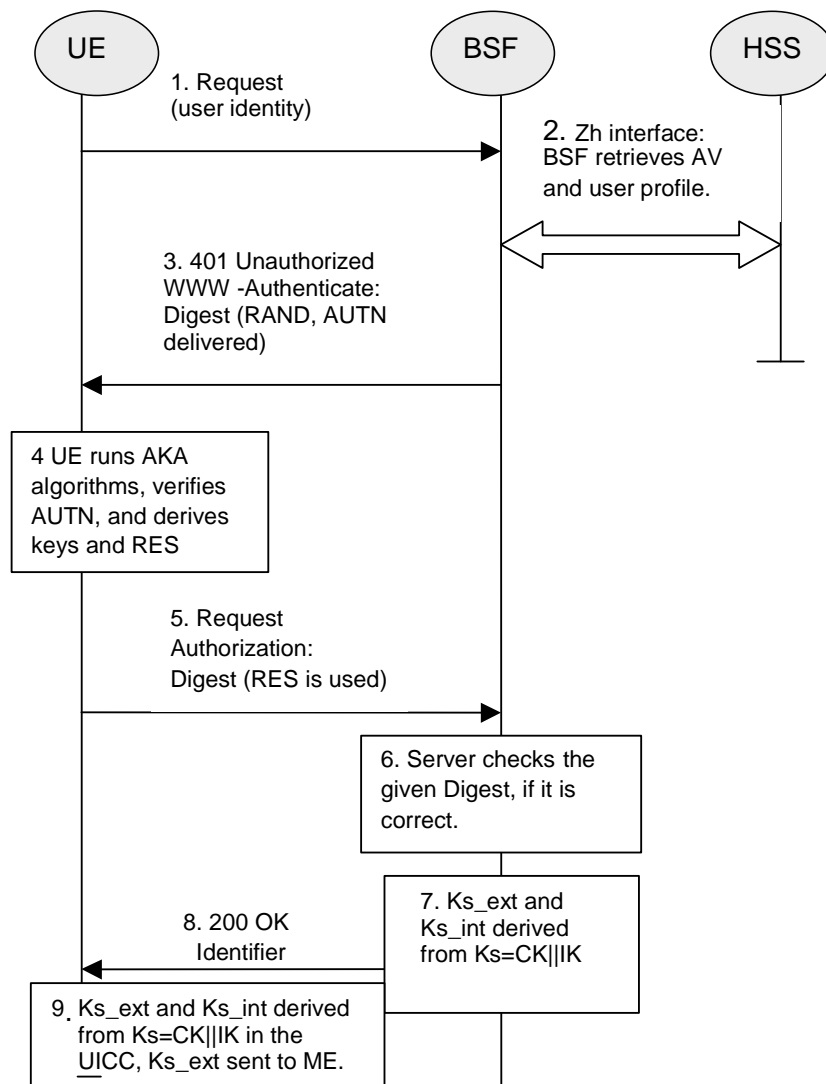 UE
BSF
HSS
1. Request
(user identity)
2. Zh interface:
BSF retrieves AV
and user profile.
3. 401 Unauthorized
WWW -Authenticate:
Digest (RAND, AUTN
delivered)
4 UE runs AKA
algorithms, verifies
AUTN, and derives
keys and RES
5. Request
Authorization:
Digest (RES is used)
6. Server checks the
given Digest, if it is
correct.
7. Ks_ext and
Ks_int derived
from Ks=CK||IK
8. 200 OK
Identifier
9. Ks_ext and Ks_int derived
from Ks=CK||IK in the
UICC, Ks_ext sent to ME.